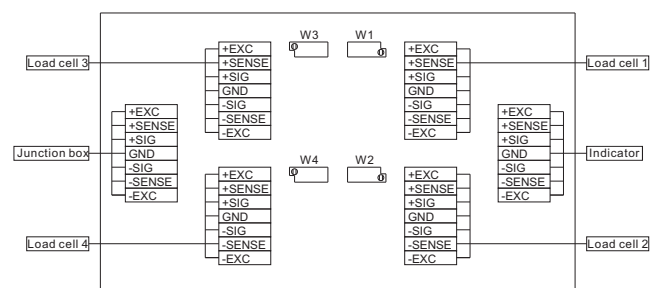 W3
W1
+EXC
+SENSE
+SIG
GND
-SIG
-SENSE
-EXC
+EXC
+SENSE
+SIG
GND
-SIG
-SENSE
-EXC
Load cell 3
Load cell 1
+EXC
+SENSE
+SIG
GND
-SIG
-SENSE
-EXC
+EXC
+SENSE
+SIG
GND
-SIG
-SENSE
-EXC
Junction box
Indicator
W4
W2
+EXC
+SENSE
+SIG
GND
-SIG
-SENSE
-EXC
+EXC
+SENSE
+SIG
GND
-SIG
-SENSE
-EXC
Load cell 4
Load cell 2